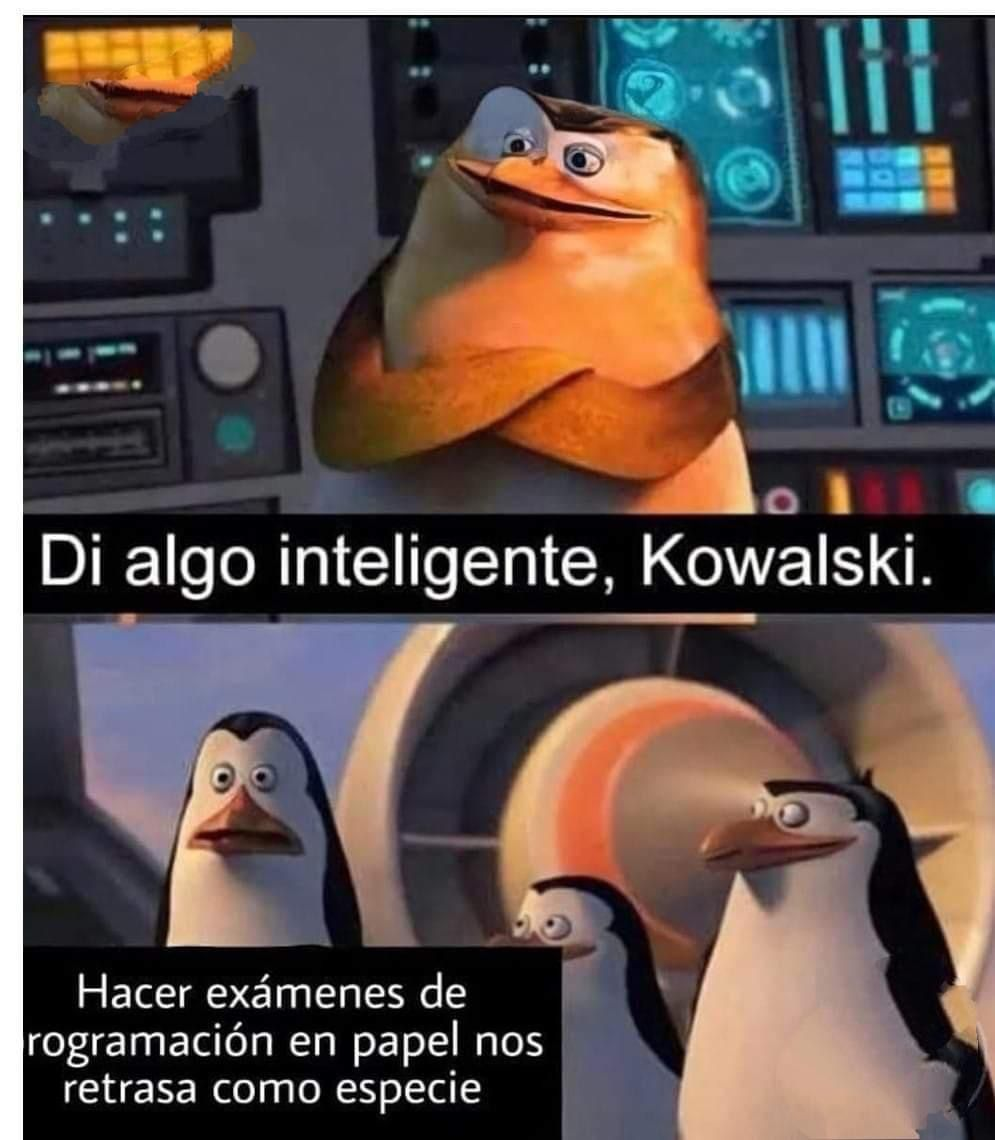 Di algo inteligente, Kowalski.
Hacer exámenes de
rogramación en papel nos
retrasa como especie